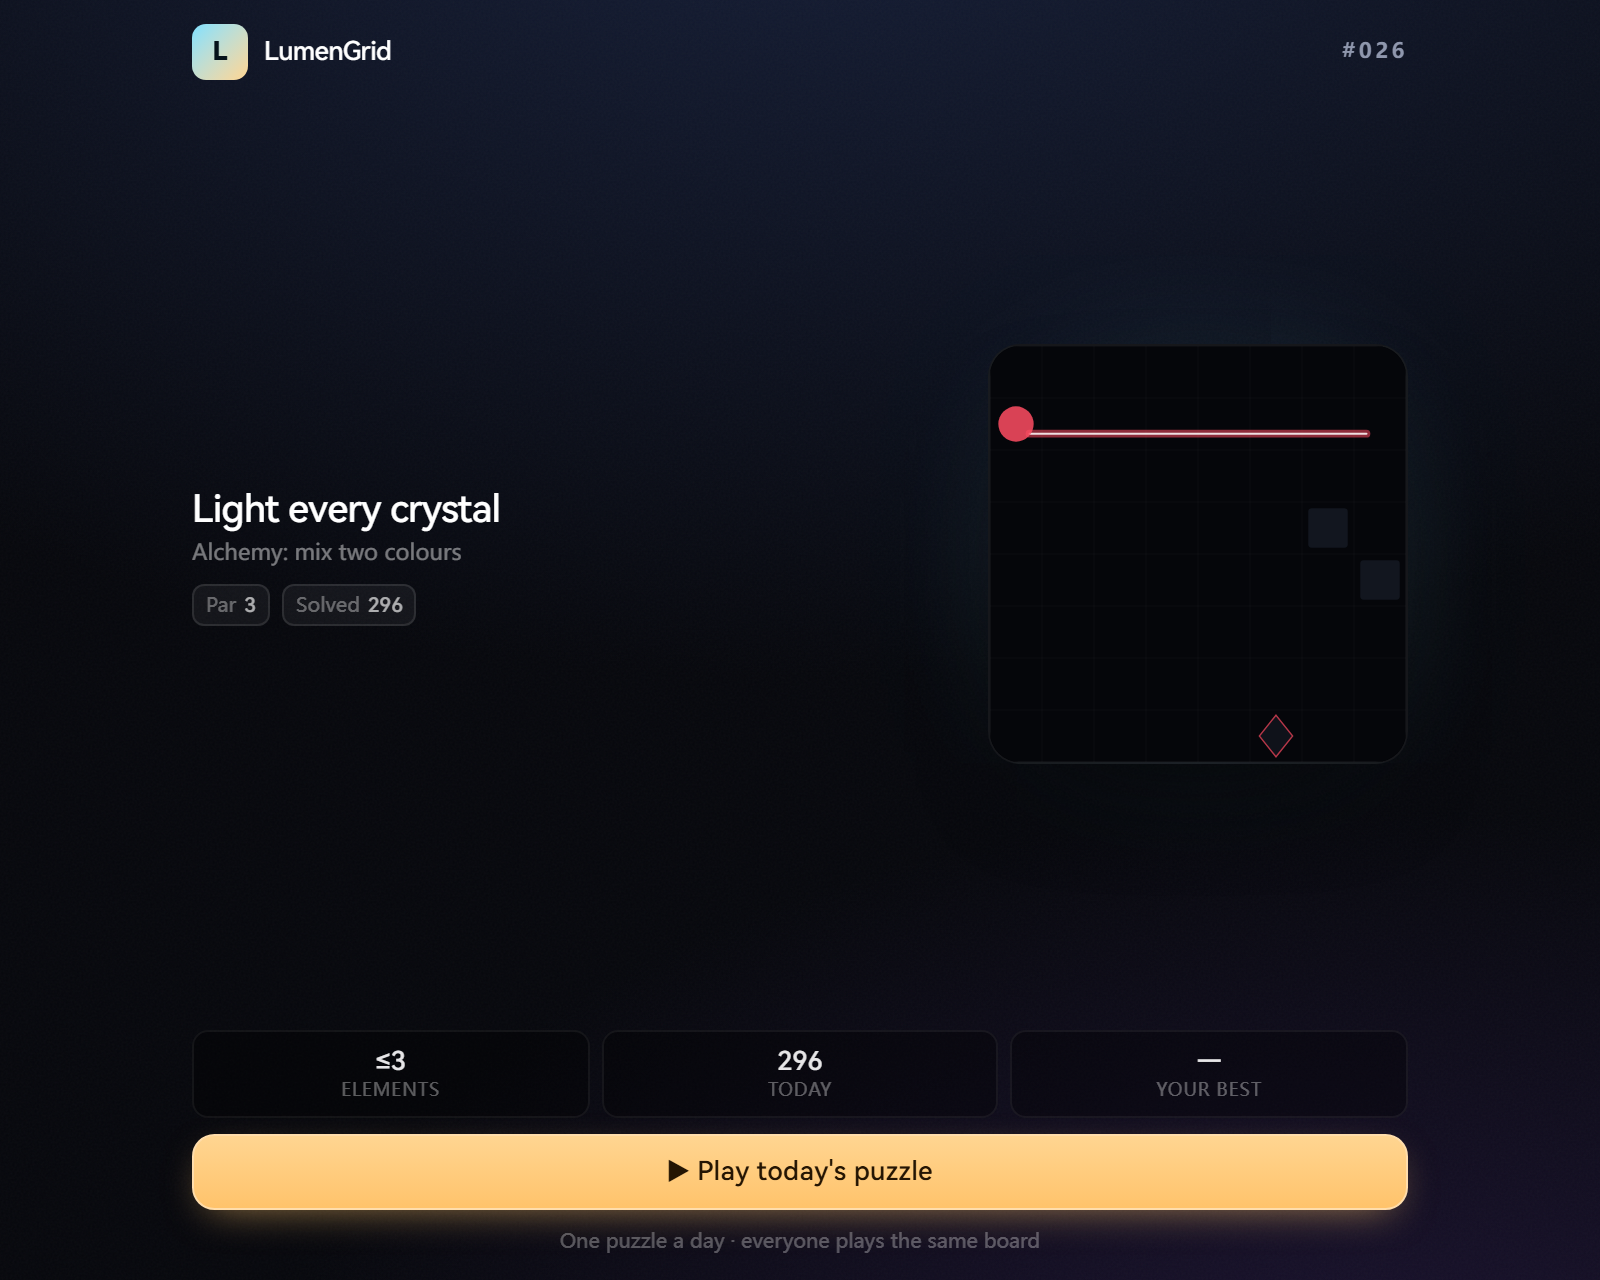 L LumenGrid
#026
Light every crystal
Alchemy: mix two colours
Par 3
Solved 296
≤3
ELEMENTS
296
TODAY
—
YOUR BEST
▶ Play today's puzzle
One puzzle a day · everyone plays the same board